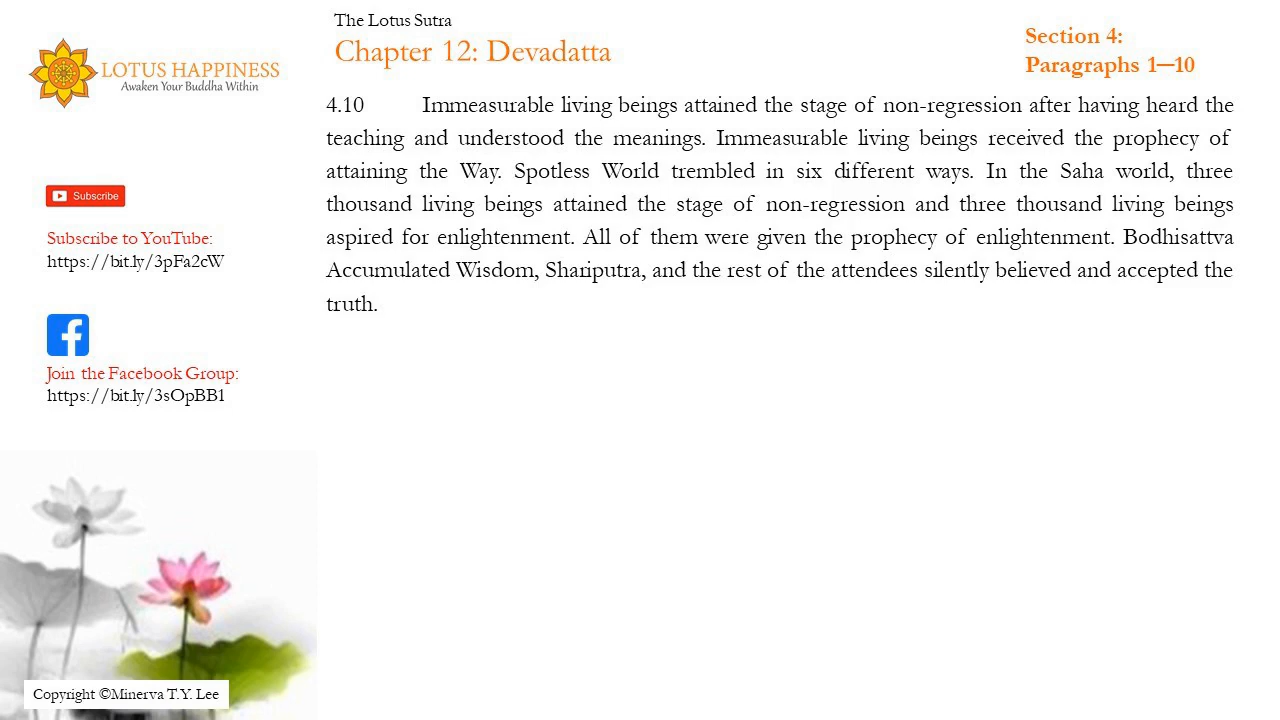 The Lotus Sutra
Chapter 12: Devadatta
Section 4:
Paragraphs 1—10
LOTUS HAPPINESS
Awaken Your Buddha Within
4.10 Immeasurable living beings attained the stage of non-regression after having heard the
teaching and understood the meanings. Immeasurable living beings received the prophecy of
attaining the Way. Spotless World trembled in six different ways. In the Saha world, three
thousand living beings attained the stage of non-regression and three thousand living beings
aspired for enlightenment. All of them were given the prophecy of enlightenment. Bodhisattva
Accumulated Wisdom, Shariputra, and the rest of the attendees silently believed and accepted the
truth.
Subscribe
Subscribe to YouTube:
https://bit.ly/3pFa2cW
Join the Facebook Group:
https://bit.ly/3sOpBB1
Copyright ©Minerva T.Y. Lee